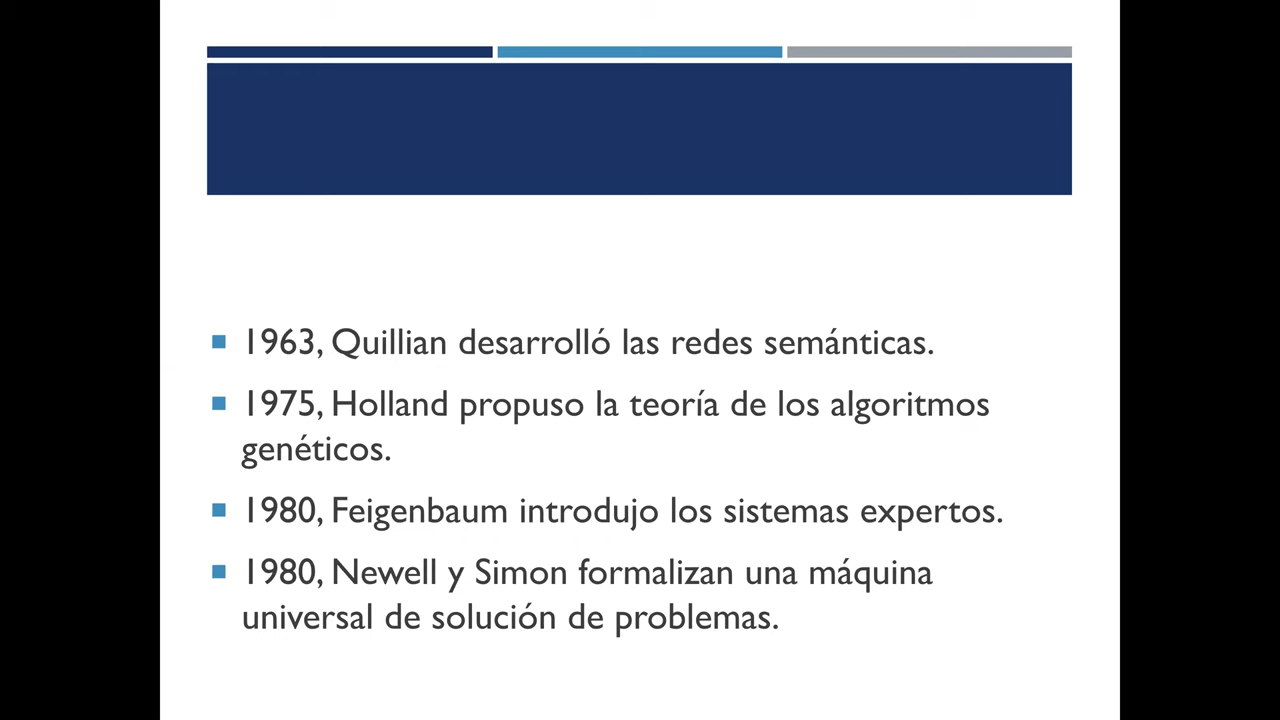 1963, Quillian desarrolló las redes semánticas.
1975, Holland propuso la teoría de los algoritmos
genéticos.
1980, Feigenbaum introdujo los sistemas expertos.
1980, Newell y Simon formalizan una máquina
universal de solución de problemas.